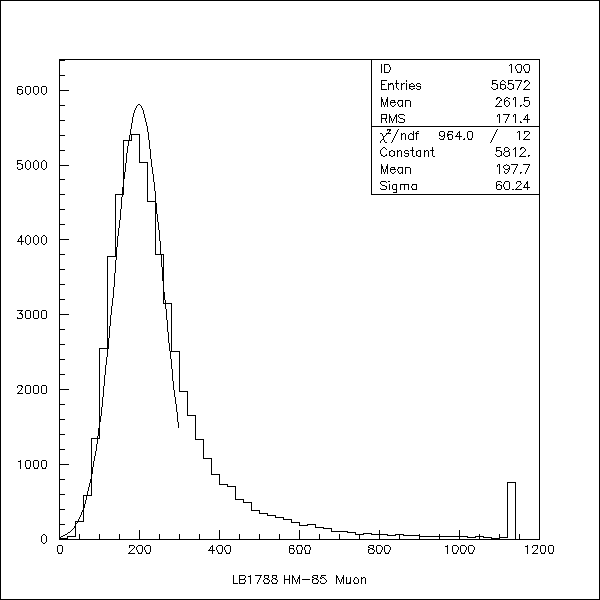 ID 100
Entries 56572
Mean 261.5
RMS 171.4
χ²/ndf 964.0 / 12
Constant 5812.
Mean 197.7
Sigma 60.24
6000
5000
4000
3000
2000
1000
0
0 200 400 600 800 1000 1200
LB1788 HM-85 Muon